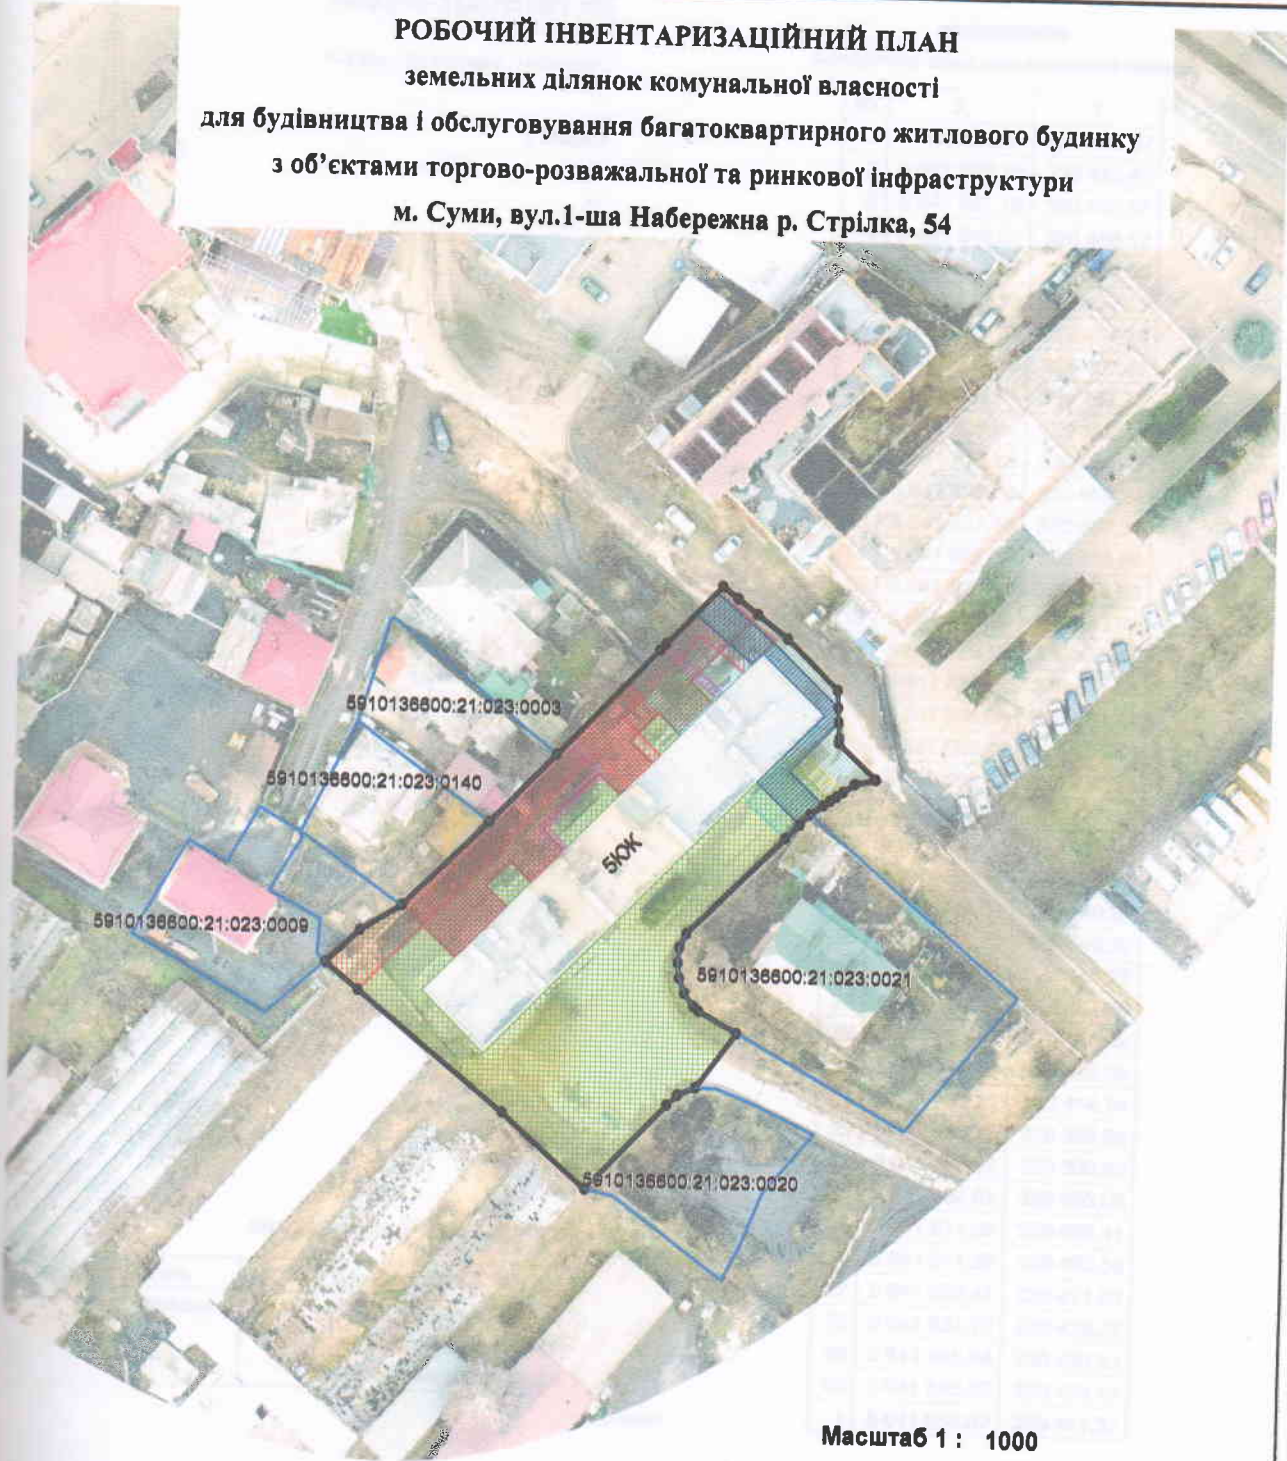 РОБОЧИЙ ІНВЕНТАРИЗАЦІЙНИЙ ПЛАН
земельних ділянок комунальної власності
для будівництва і обслуговування багатоквартирного житлового будинку
з об’єктами торгово-розважальної та ринкової інфраструктури
м. Суми, вул.1-ша Набережна р. Стрілка, 54
5910136600:21:023:0003
5910136600:21:023:0140
5КЖ
5910136600:21:023:0009
5910136600:21:023:0021
5910136600:21:023:0020
Масштаб 1 : 1000